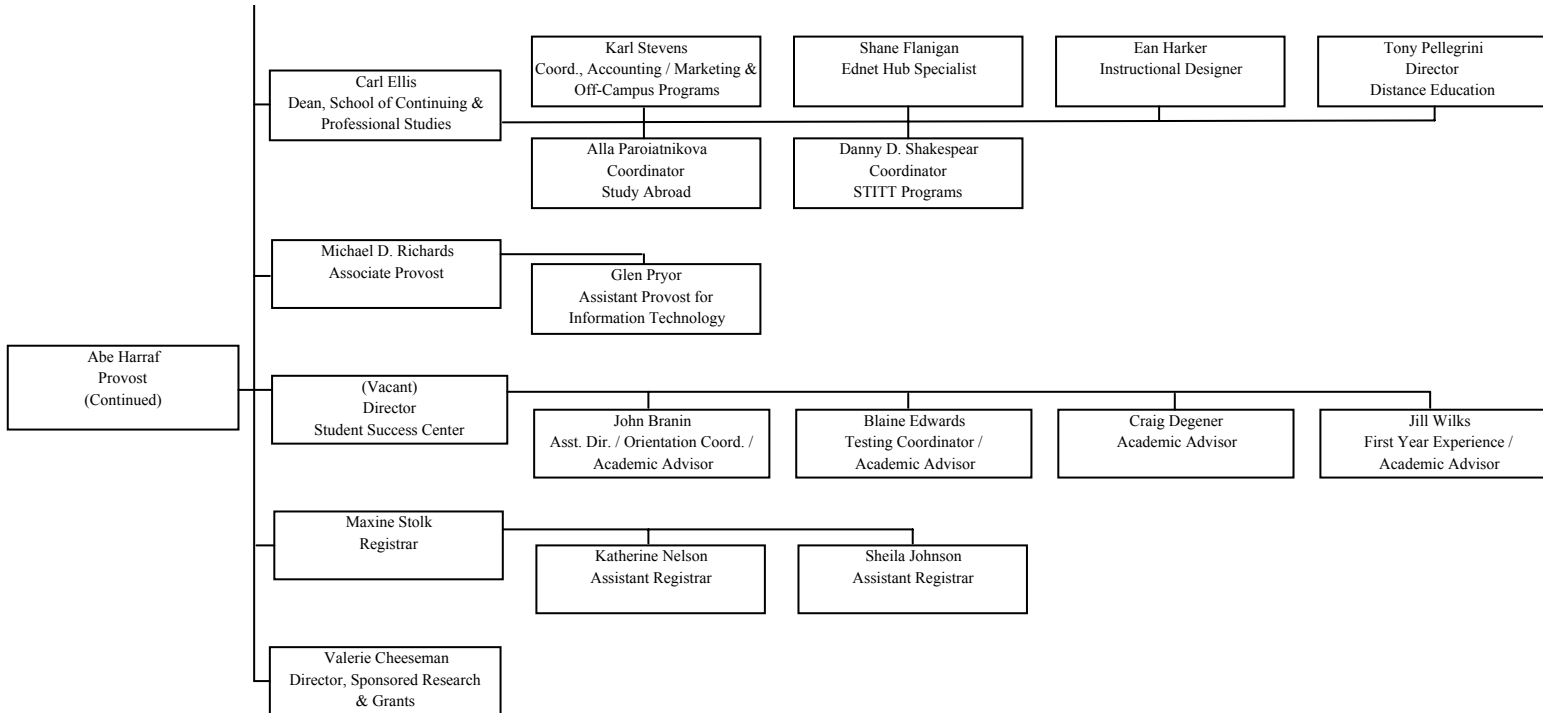 Karl Stevens
Coord., Accounting / Marketing &
Off-Campus Programs
Shane Flanigan
Ednet Hub Specialist
Ean Harker
Instructional Designer
Tony Pellegrini
Director
Distance Education
Carl Ellis
Dean, School of Continuing &
Professional Studies
Alla Paroiatnikova
Coordinator
Study Abroad
Danny D. Shakespear
Coordinator
STITT Programs
Michael D. Richards
Associate Provost
Glen Pryor
Assistant Provost for
Information Technology
Abe Harraf
Provost
(Continued)
(Vacant)
Director
Student Success Center
John Branin
Asst. Dir. / Orientation Coord. /
Academic Advisor
Blaine Edwards
Testing Coordinator /
Academic Advisor
Craig Degener
Academic Advisor
Jill Wilks
First Year Experience /
Academic Advisor
Maxine Stolk
Registrar
Katherine Nelson
Assistant Registrar
Sheila Johnson
Assistant Registrar
Valerie Cheeseman
Director, Sponsored Research
& Grants